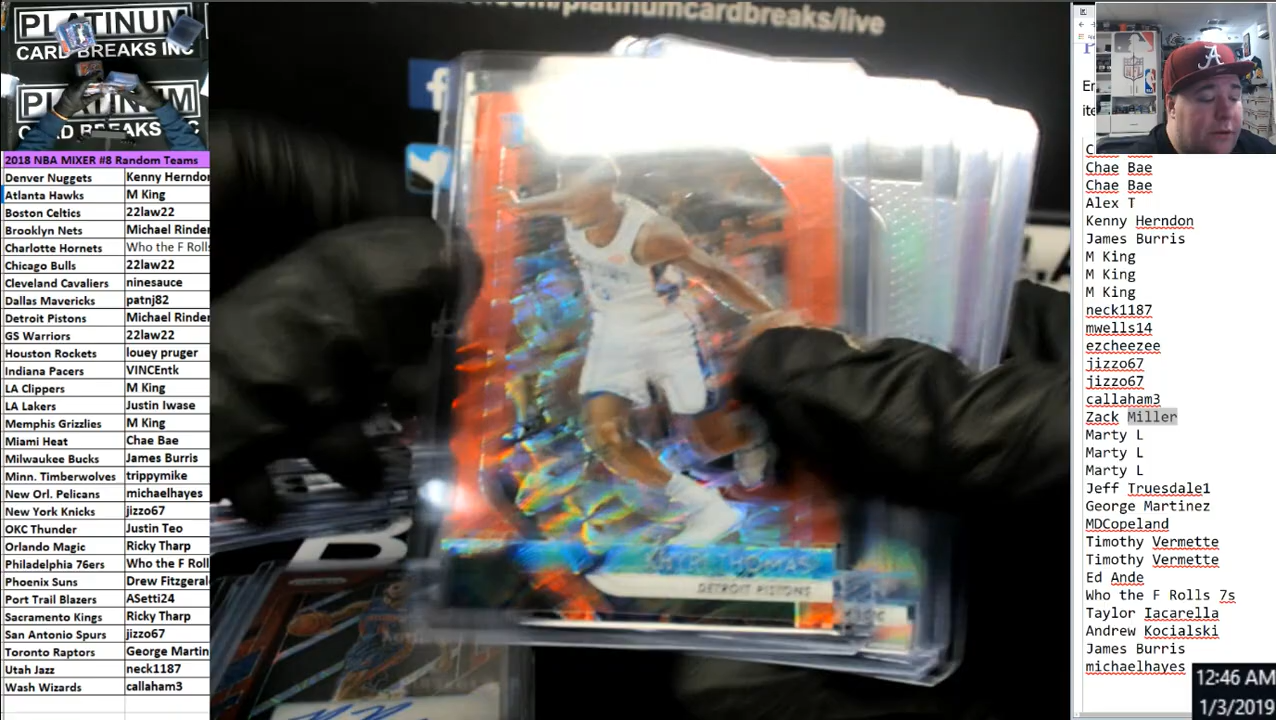 PLATINUM
CARD BREAKS INC
PLATINUM
CARD BREAKS INC
.com/platinumcardbreaks/live
2018 NBA MIXER #8 Random Teams
Denver Nuggets Kenny Herndon
Atlanta Hawks M King
Boston Celtics 22law22
Brooklyn Nets Michael Rinder
Charlotte Hornets Who the F Rolls
Chicago Bulls 22law22
Cleveland Cavaliers ninesauce
Dallas Mavericks patnj82
Detroit Pistons Michael Rinder
GS Warriors 22law22
Houston Rockets louey pruger
Indiana Pacers VINCEntk
LA Clippers M King
LA Lakers Justin Iwase
Memphis Grizzlies M King
Miami Heat Chae Bae
Milwaukee Bucks James Burris
Minn. Timberwolves trippymike
New Orl. Pelicans michaelhayes
New York Knicks jizzo67
OKC Thunder Justin Teo
Orlando Magic Ricky Tharp
Philadelphia 76ers Who the F Roll
Phoenix Suns Drew Fitzgeral
Port Trail Blazers ASetti24
Sacramento Kings Ricky Tharp
San Antonio Spurs jizzo67
Toronto Raptors George Martin
Utah Jazz neck1187
Wash Wizards callaham3
DETROIT PISTONS
Chae Bae
Chae Bae
Alex T
Kenny Herndon
James Burris
M King
M King
M King
neck1187
mwells14
ezcheezee
jizzo67
jizzo67
callaham3
Zack Miller
Marty L
Marty L
Marty L
Jeff Truesdale1
George Martinez
MDCopeland
Timothy Vermette
Timothy Vermette
Ed Ande
Who the F Rolls 7s
Taylor Iacarella
Andrew Kocialski
James Burris
michaelhayes
12:46 AM
1/3/2019